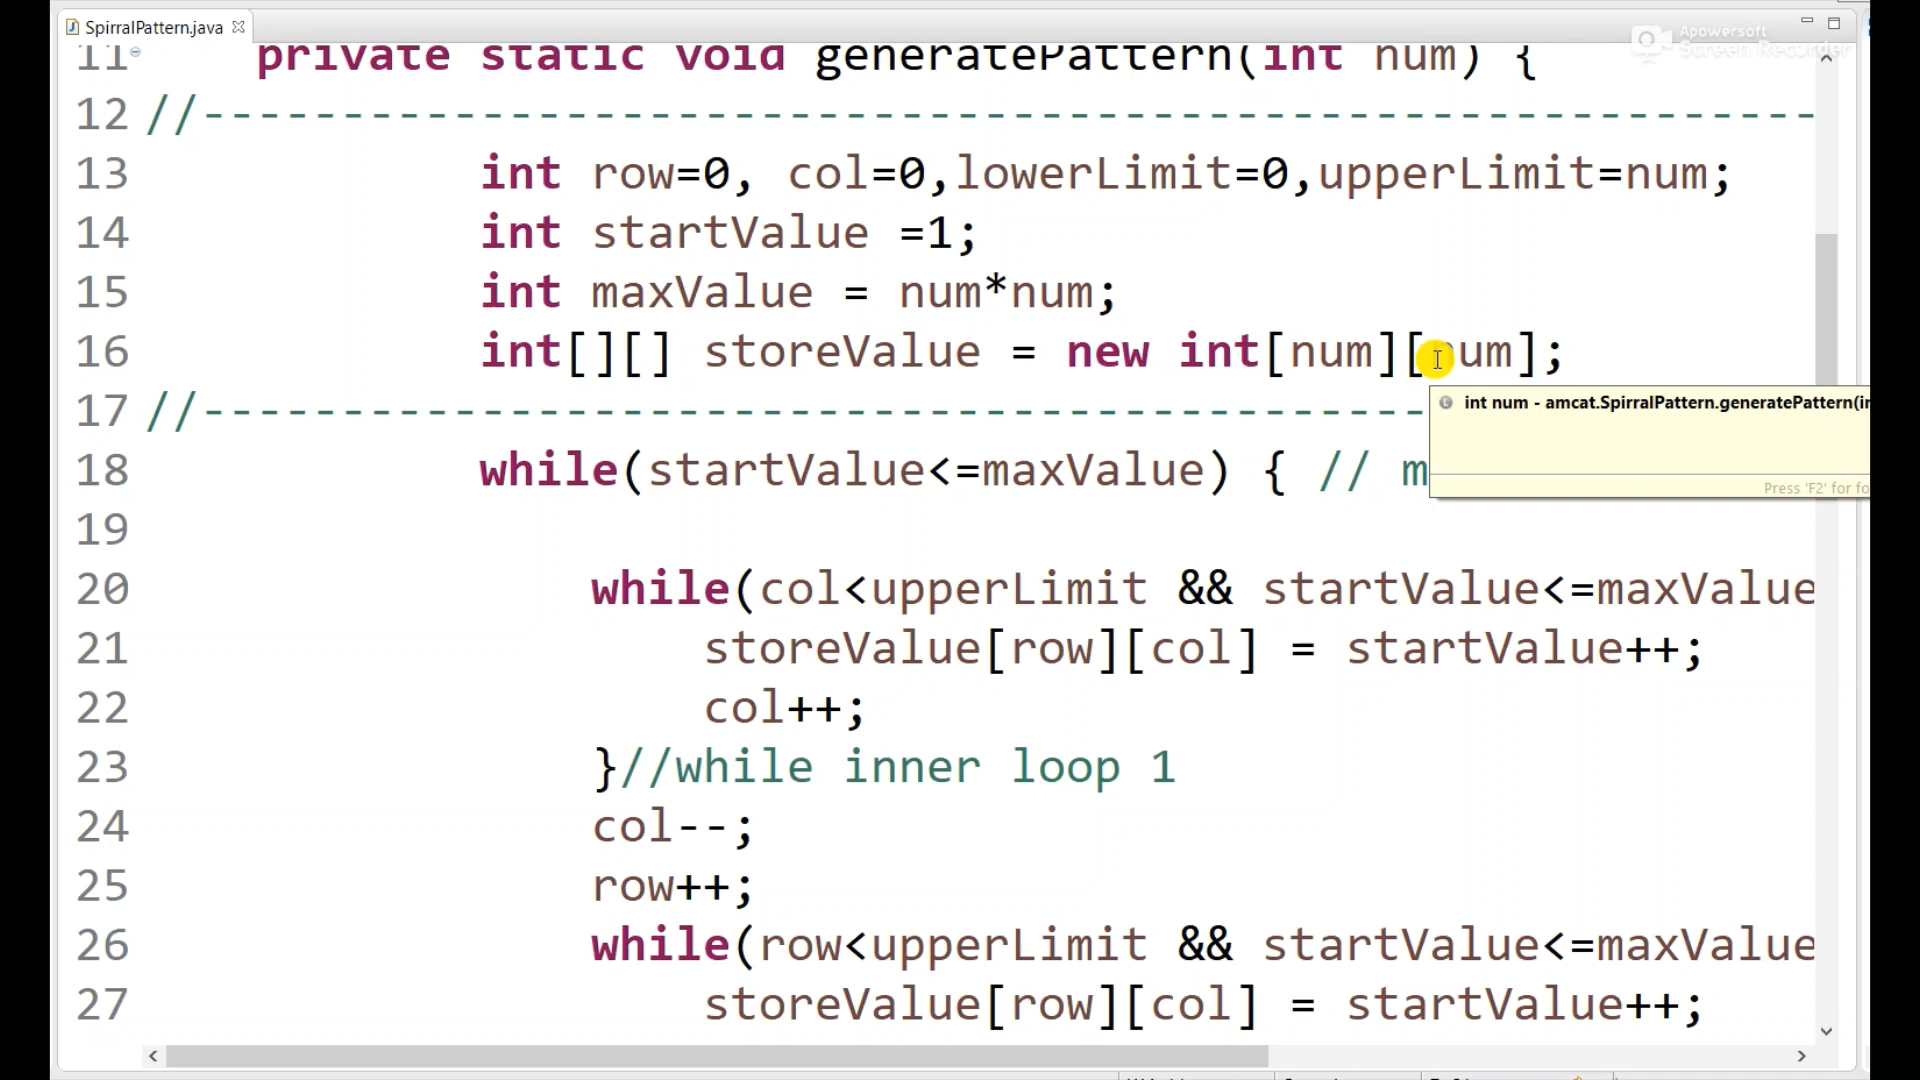 SpirralPattern.java
Apowersoft
Screen Recorder
11 private static void generatePattern(int num) {
12 //----------------------------------------------------------
13 int row=0, col=0,lowerLimit=0,upperLimit=num;
14 int startValue =1;
15 int maxValue = num*num;
16 int[][] storeValue = new int[num][num];
17 //--------------------------------------------
int num - amcat.SpirralPattern.generatePattern(in
18 while(startValue<=maxValue) { // m
Press 'F2' for fo
19
20 while(col<upperLimit && startValue<=maxValue
21 storeValue[row][col] = startValue++;
22 col++;
23 }//while inner loop 1
24 col--;
25 row++;
26 while(row<upperLimit && startValue<=maxValue
27 storeValue[row][col] = startValue++;